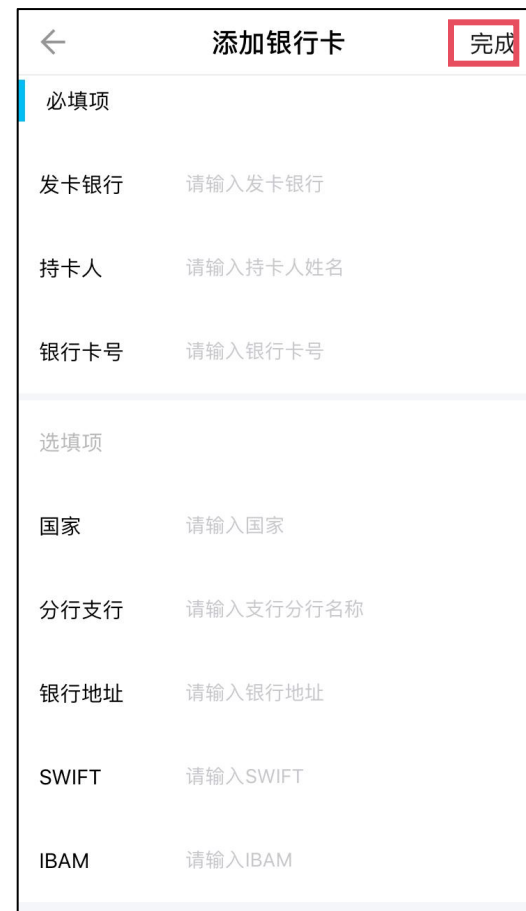 添加银行卡 完成
必填项
发卡银行 请输入发卡银行
持卡人 请输入持卡人姓名
银行卡号 请输入银行卡号
选填项
国家 请输入国家
分行支行 请输入支行分行名称
银行地址 请输入银行地址
SWIFT 请输入SWIFT
IBAM 请输入IBAM